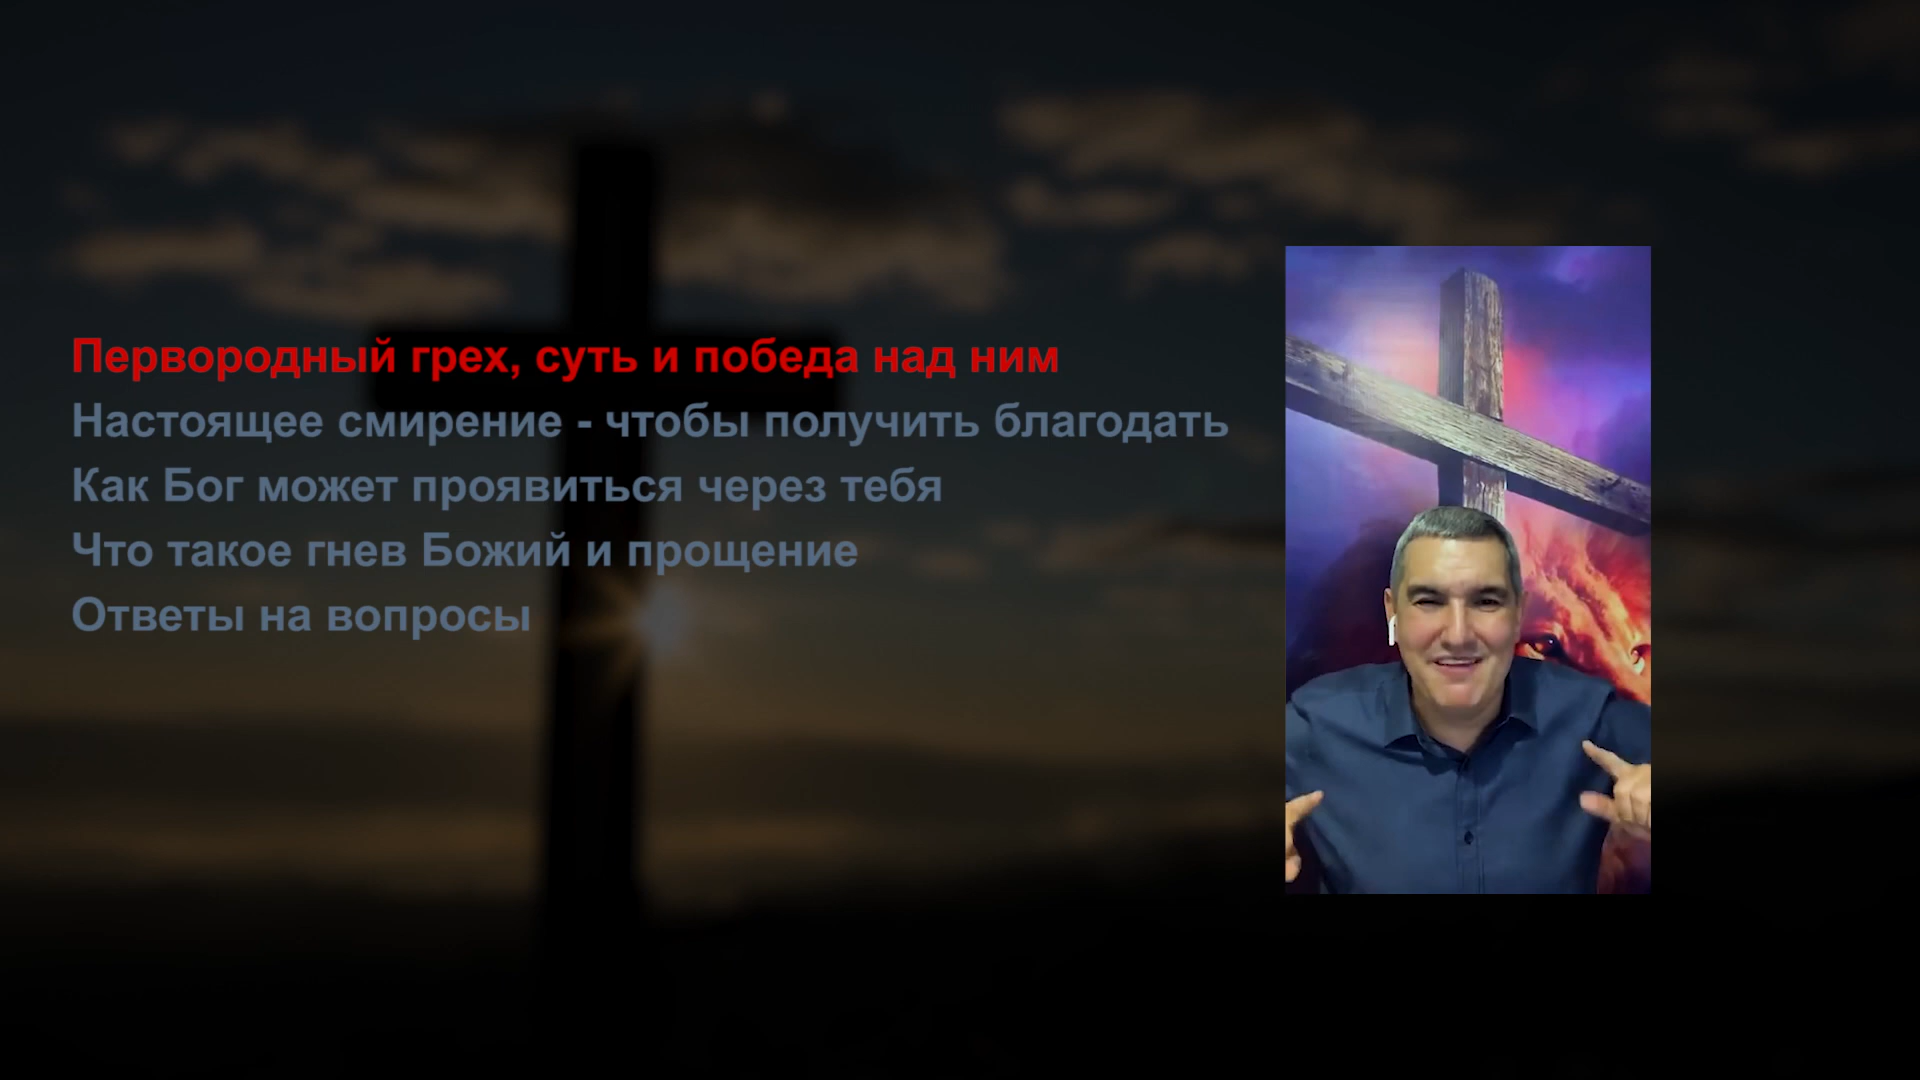 Первородный грех, суть и победа над ним
Настоящее смирение - чтобы получить благодать
Как Бог может проявиться через тебя
Что такое гнев Божий и прощение
Ответы на вопросы